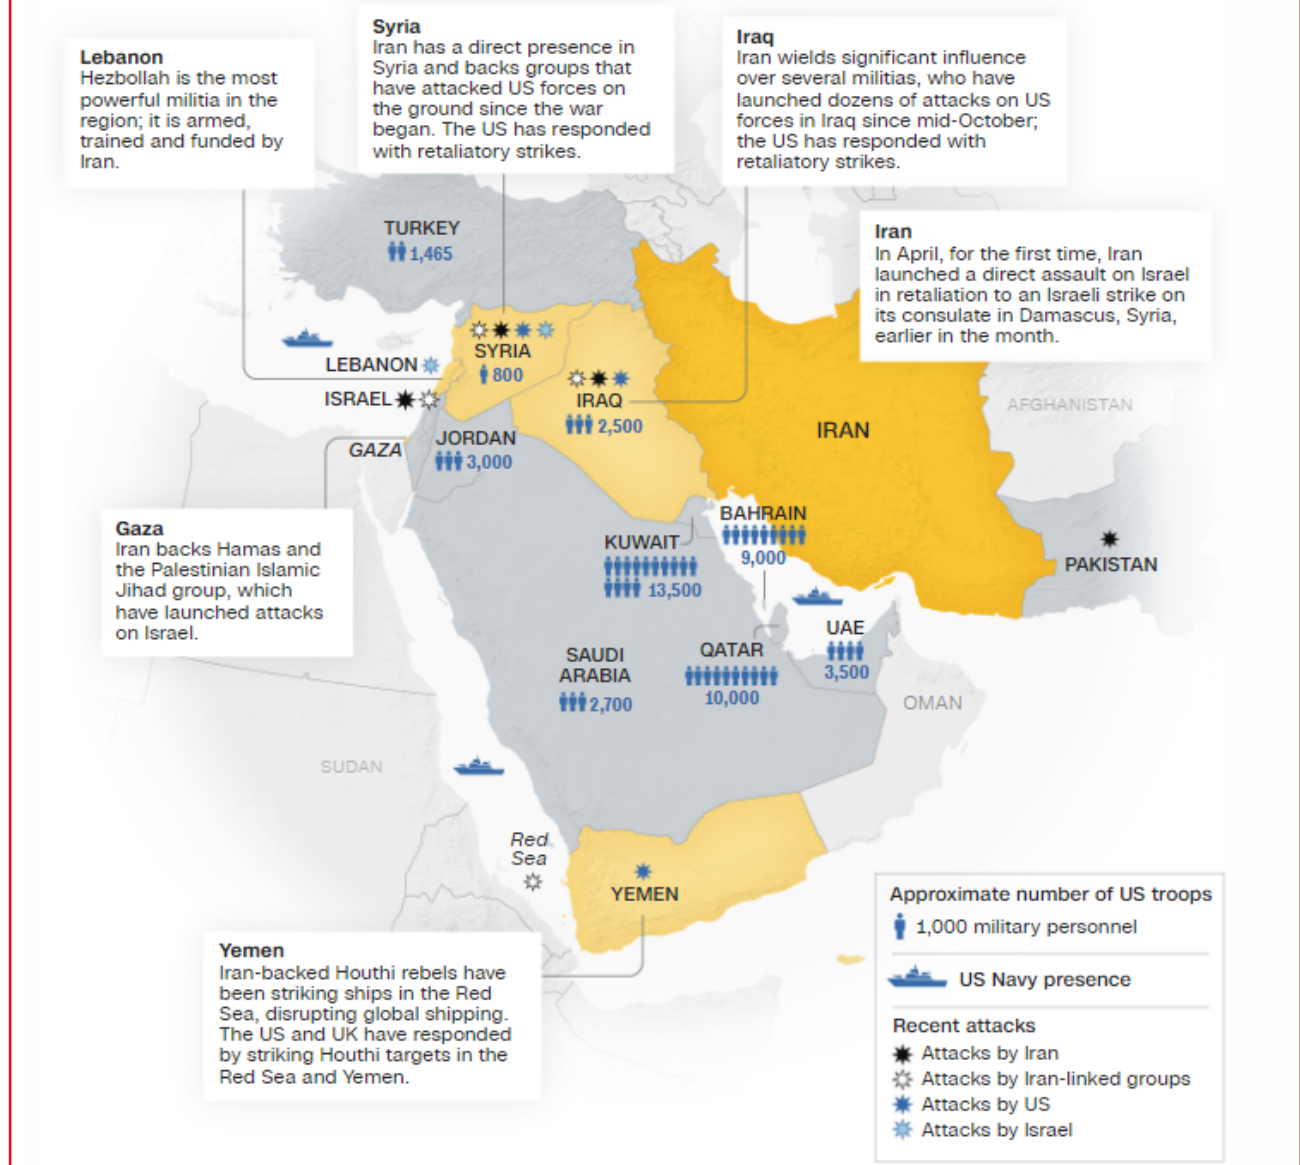 Lebanon
Hezbollah is the most
powerful militia in the
region; it is armed,
trained and funded by
Iran.
Syria
Iran has a direct presence in
Syria and backs groups that
have attacked US forces on
the ground since the war
began. The US has responded
with retaliatory strikes.
Iraq
Iran wields significant influence
over several militias, who have
launched dozens of attacks on US
forces in Iraq since mid-October;
the US has responded with
retaliatory strikes.
Iran
In April, for the first time, Iran
launched a direct assault on Israel
in retaliation to an Israeli strike on
its consulate in Damascus, Syria,
earlier in the month.
TURKEY
1,465
SYRIA
800
LEBANON
ISRAEL
IRAQ
2,500
IRAN
AFGHANISTAN
GAZA
JORDAN
3,000
Gaza
Iran backs Hamas and
the Palestinian Islamic
Jihad group, which
have launched attacks
on Israel.
KUWAIT
13,500
BAHRAIN
9,000
PAKISTAN
SAUDI
ARABIA
2,700
QATAR
10,000
UAE
3,500
OMAN
SUDAN
Red
Sea
YEMEN
Yemen
Iran-backed Houthi rebels have
been striking ships in the Red
Sea, disrupting global shipping.
The US and UK have responded
by striking Houthi targets in the
Red Sea and Yemen.
Approximate number of US troops
1,000 military personnel
US Navy presence
Recent attacks
Attacks by Iran
Attacks by Iran-linked groups
Attacks by US
Attacks by Israel